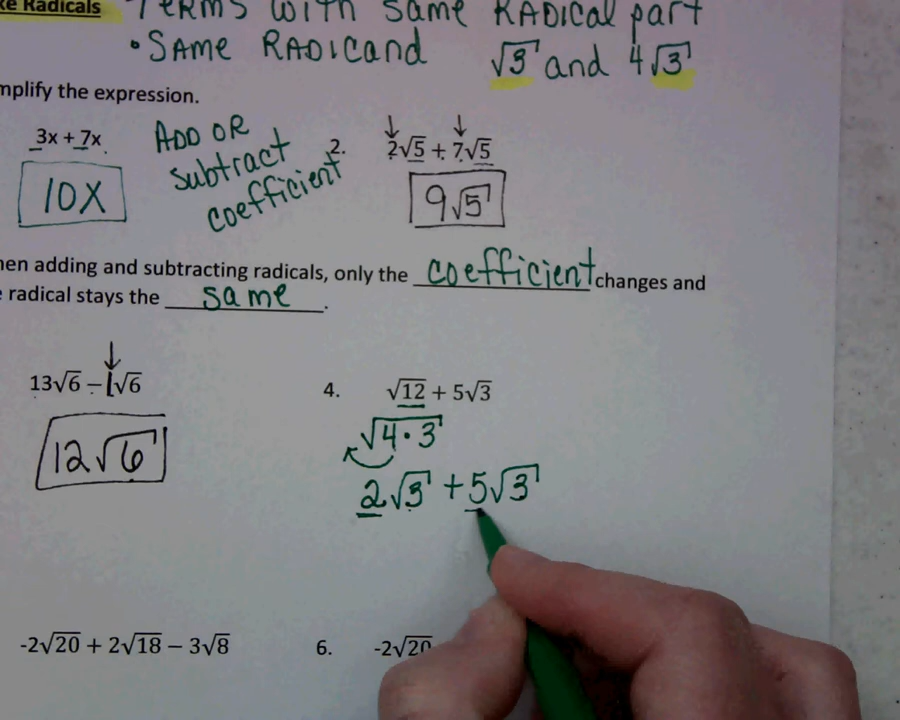 ke Radicals TERMS WITH Same RADICal part
• SAME RADICAND √3 and 4√3
mplify the expression.
3x + 7x ADD OR subtract coefficient 2. 2√5 + 7√5
10X 9√5
hen adding and subtracting radicals, only the coefficient changes and
e radical stays the same.
13√6 − 1√6 4. √12 + 5√3
12√6 √4·3
2√3 + 5√3
-2√20 + 2√18 − 3√8 6. -2√20